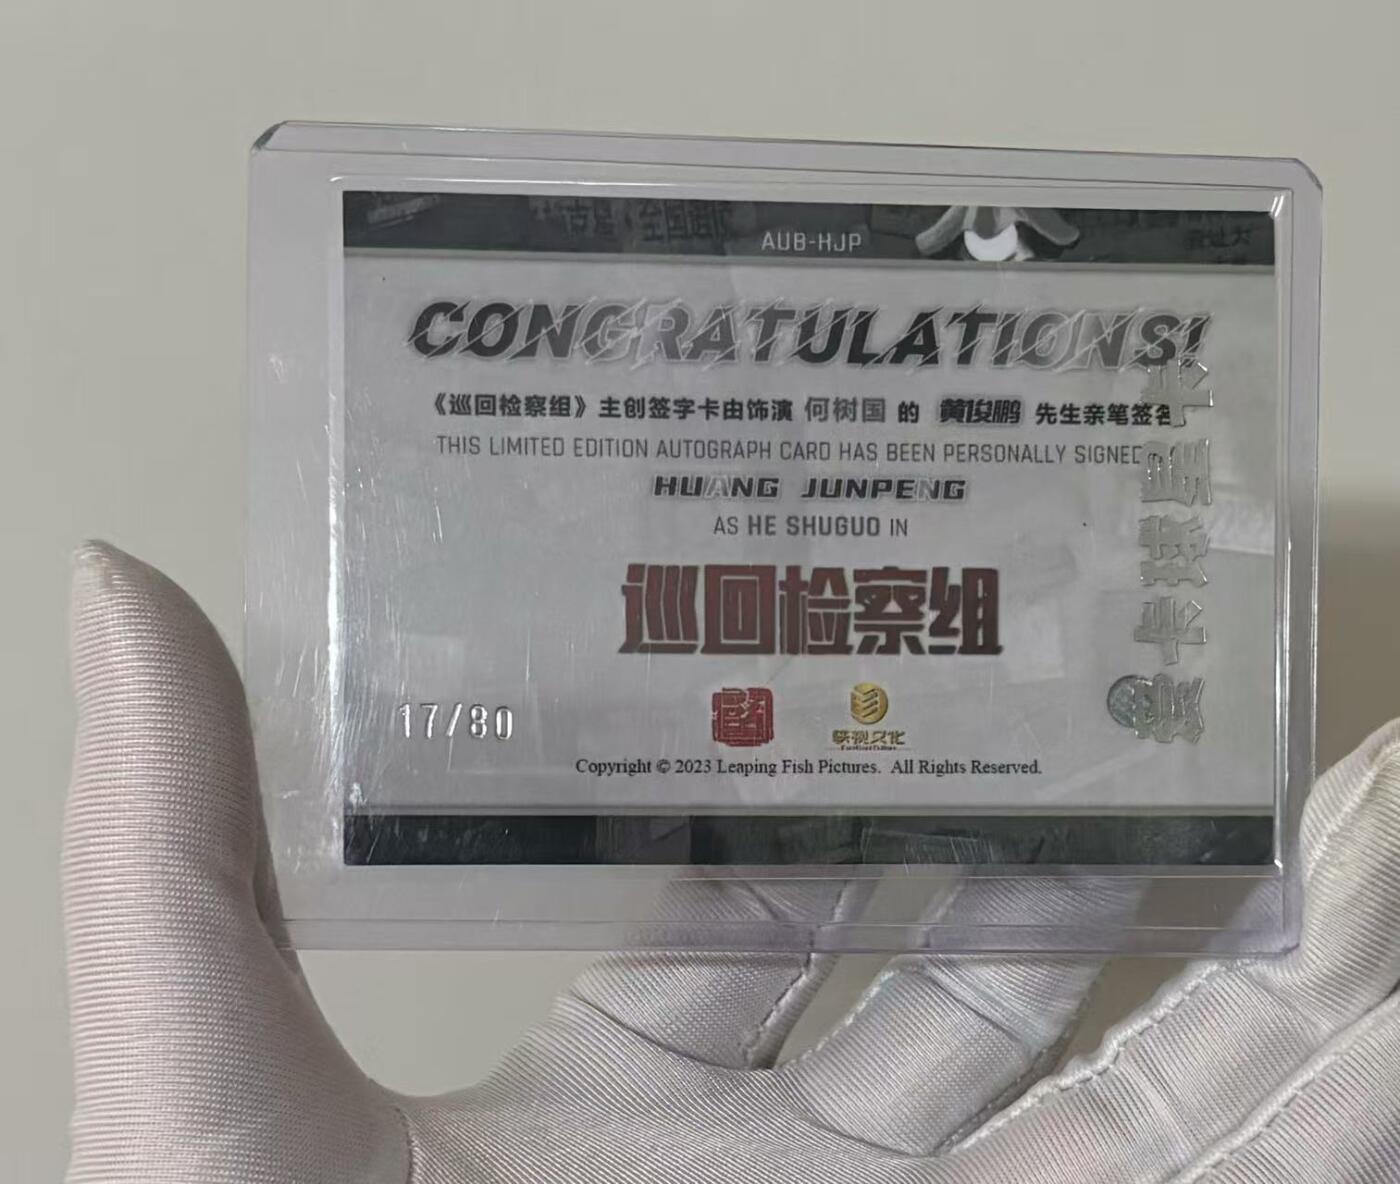 AUB-HJP
CONGRATULATIONS!
《巡回检察组》主创签字卡由饰演 何树国 的 黄俊鹏 先生亲笔签名
THIS LIMITED EDITION AUTOGRAPH CARD HAS BEEN PERSONALLY SIGNED
HUANG JUNPENG
AS HE SHUGUO IN
巡回检察组
17/80
Copyright © 2023 Leaping Fish Pictures. All Rights Reserved.